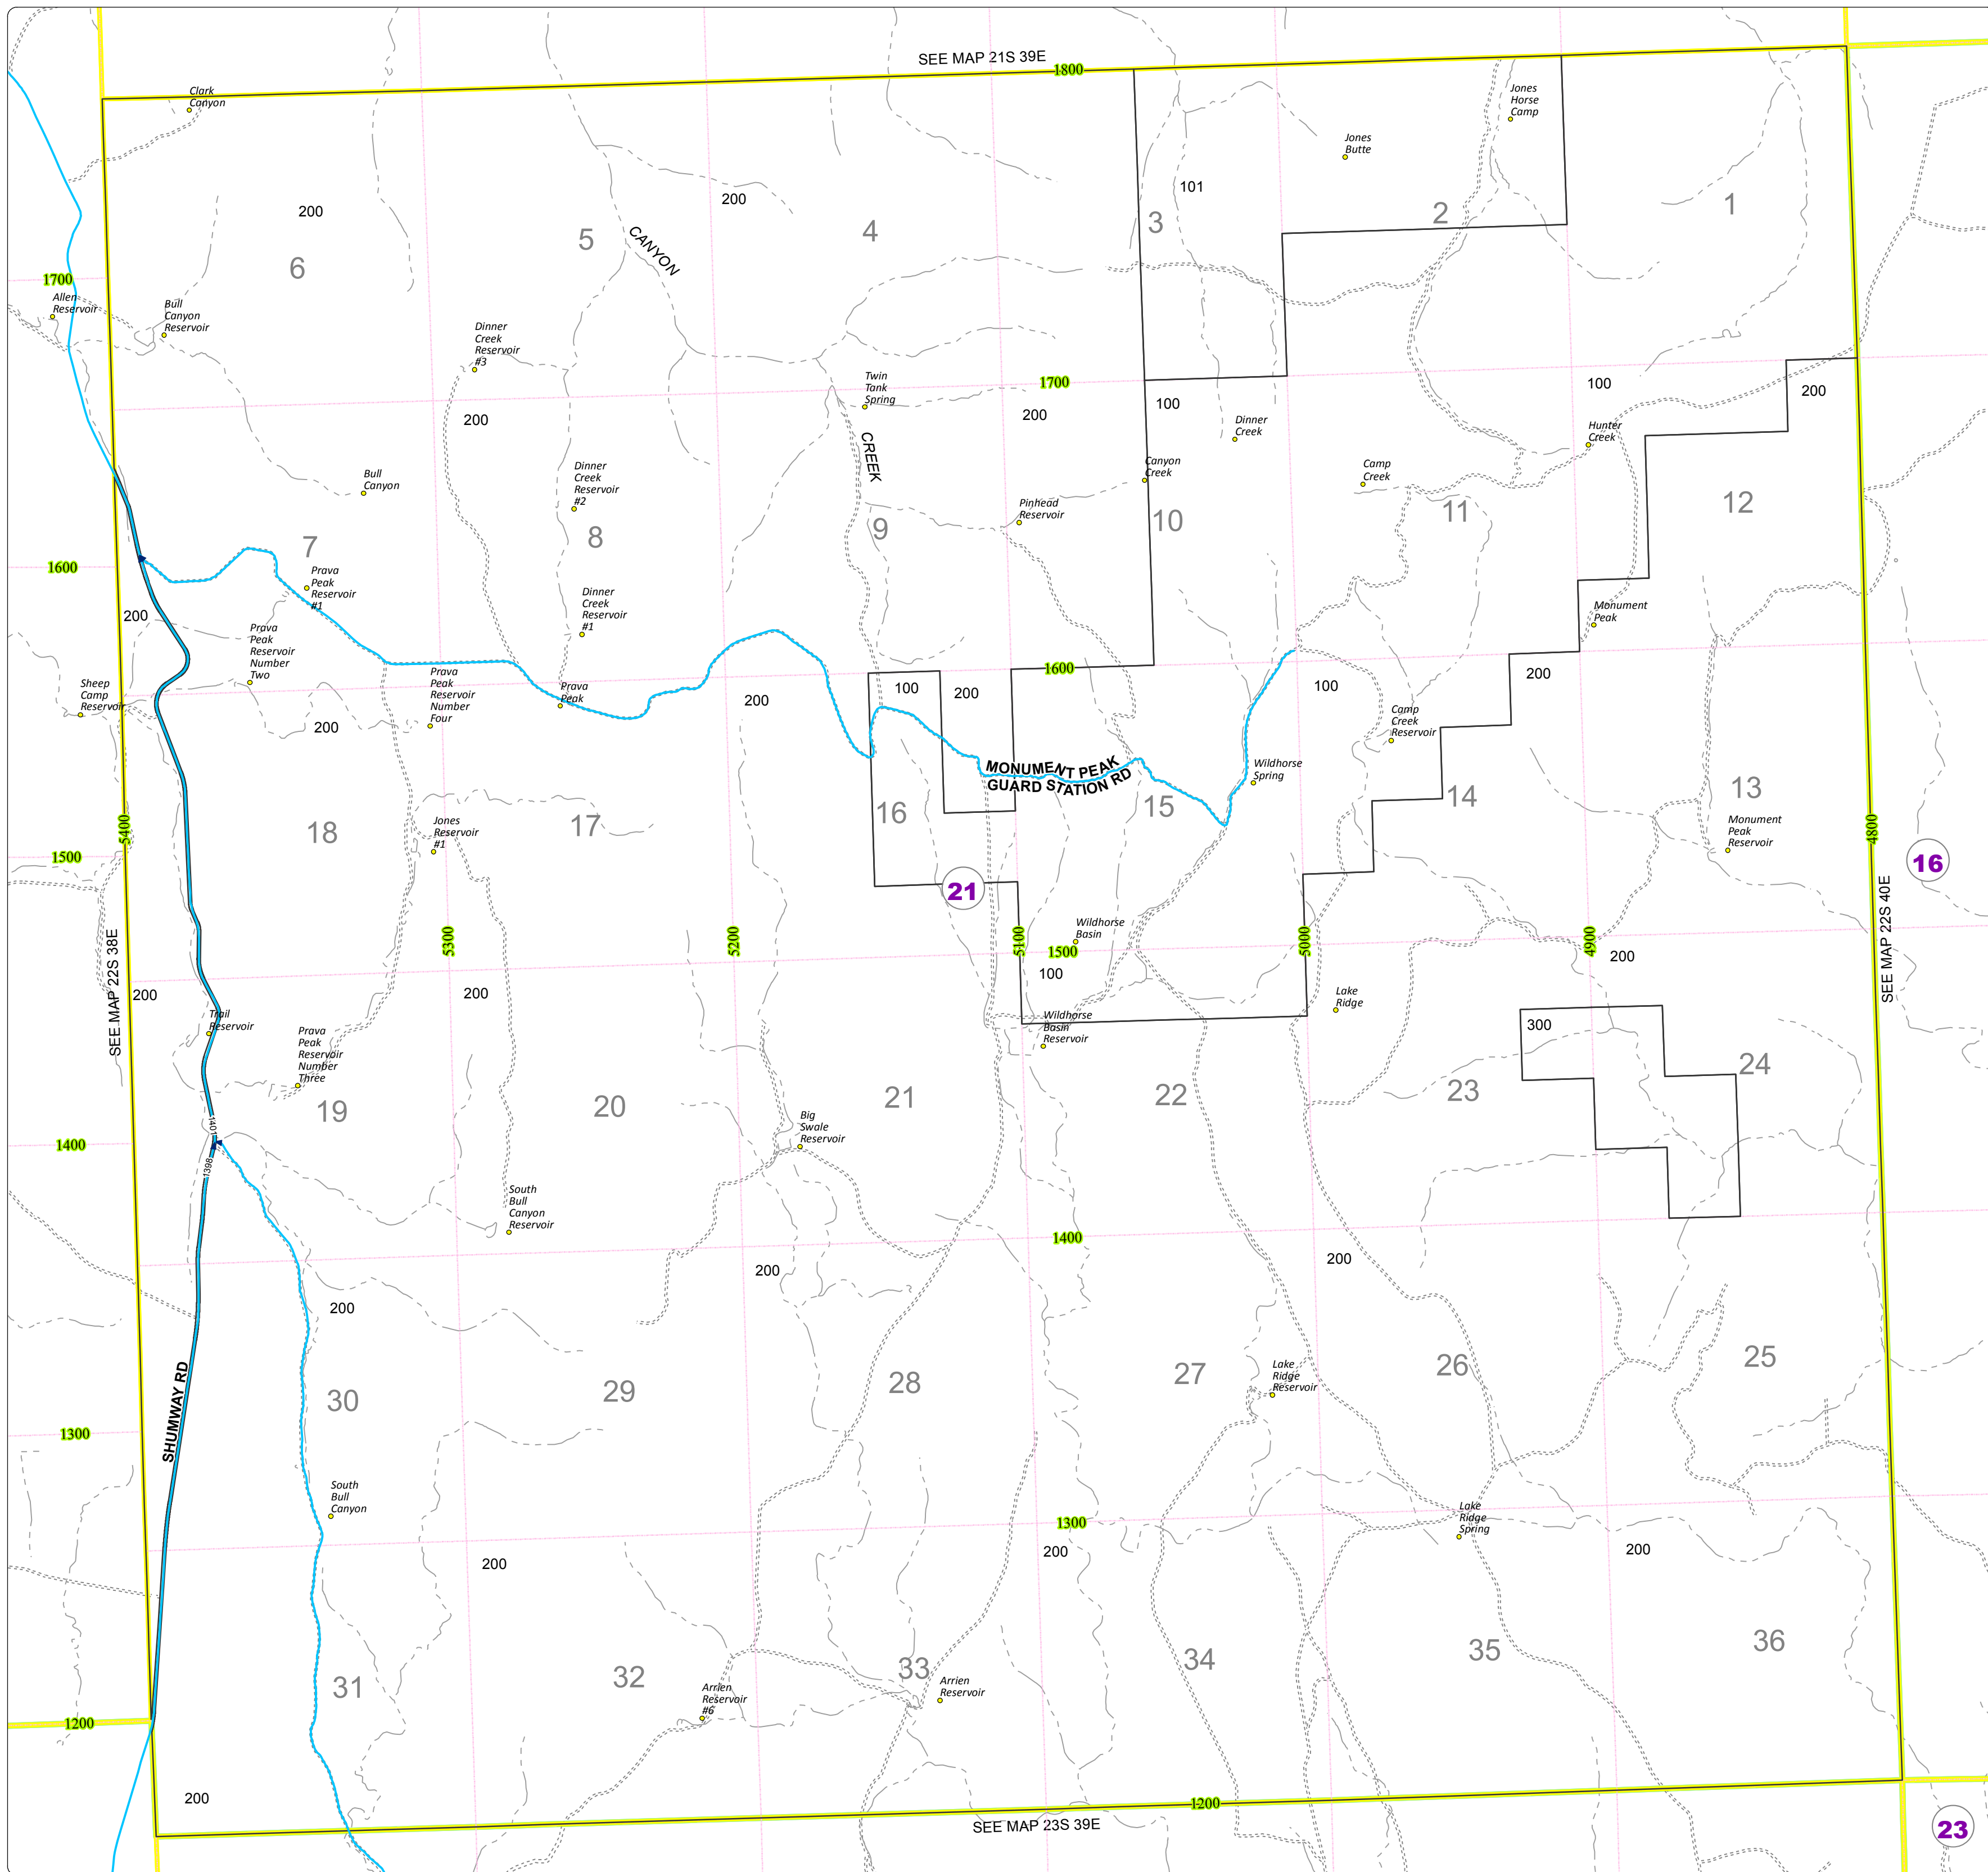 SEE MAP 21S 39E
1800
Clark
Canyon
Jones
Horse
Camp
Jones
Butte
101
200
200
1
2
3
4
5
6
CANYON
1700
Allen
Reservoir
Bull
Canyon
Reservoir
Dinner
Creek
Reservoir
#3
Twin
Tank
Spring
1700
100
100
200
200
200
Dinner
Creek
Hunter
Creek
CREEK
Bull
Canyon
Dinner
Creek
Reservoir
#2
Canyon
Creek
Camp
Creek
Pinhead
Reservoir
7
8
9
10
11
12
1600
Prava
Peak
Reservoir
#1
Dinner
Creek
Reservoir
#1
Monument
Peak
200
Prava
Peak
Reservoir
Number
Two
Sheep
Camp
Reservoir
Prava
Peak
Reservoir
Number
Four
Prava
Peak
1600
200
200
100
200
100
200
Camp
Creek
Reservoir
Wildhorse
Spring
MONUMENT PEAK
GUARD STATION RD
18
17
16
15
14
13
5400
1500
Jones
Reservoir
#1
Monument
Peak
Reservoir
4800
16
21
SEE MAP 22S 38E
5300
5200
5100
1500
5000
4900
SEE MAP 22S 40E
Wildhorse
Basin
200
200
100
200
Trail
Reservoir
Prava
Peak
Reservoir
Number
Three
Wildhorse
Basin
Reservoir
Lake
Ridge
300
19
20
21
22
23
24
1401
1398
1400
Big
Swale
Reservoir
South
Bull
Canyon
Reservoir
1400
200
200
200
SHUMWAY RD
30
29
28
27
26
25
Lake
Ridge
Reservoir
1300
South
Bull
Canyon
Lake
Ridge
Spring
1300
200
200
200
31
32
33
34
35
36
Arrien
Reservoir
#6
Arrien
Reservoir
1200
200
1200
SEE MAP 23S 39E
23